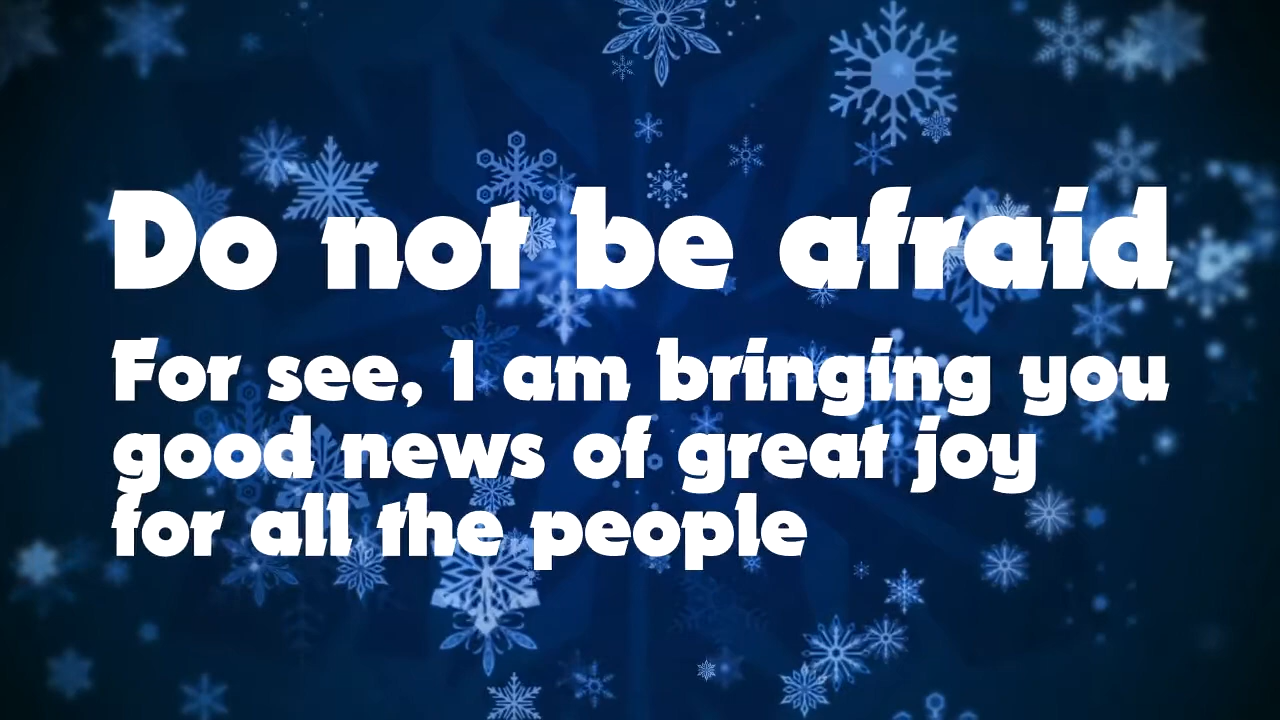 Do not be afraid
For see, I am bringing you
good news of great joy
for all the people